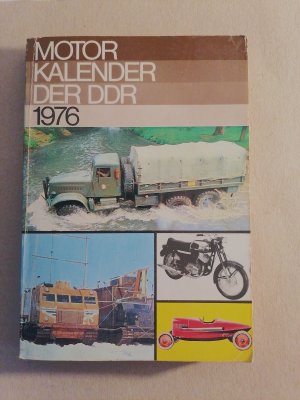 MOTOR
KALENDER
DER DDR
1976